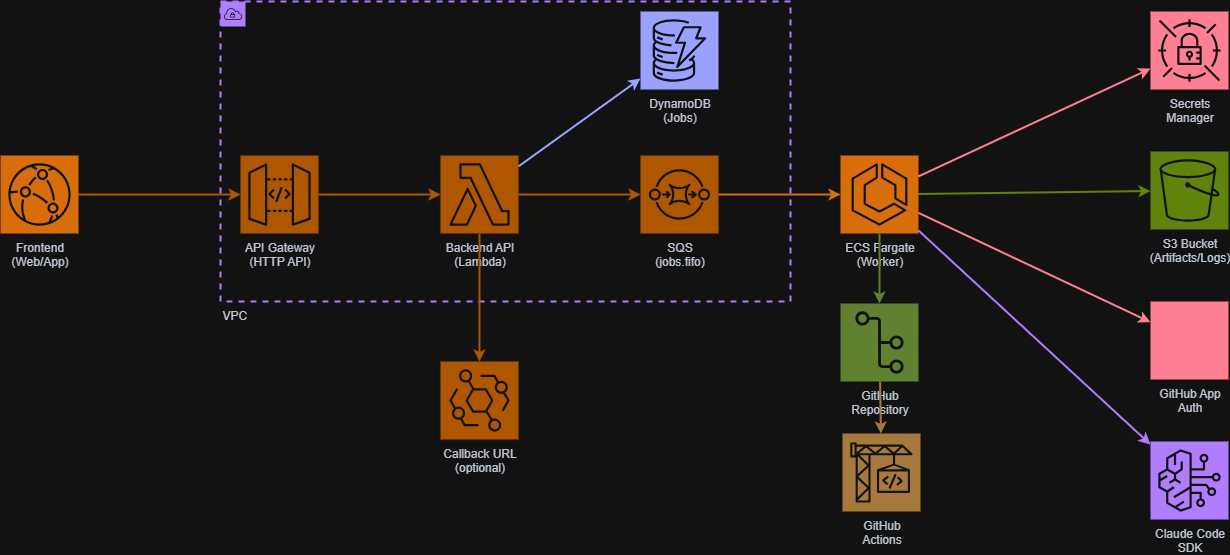 DynamoDB
(Jobs)
Secrets
Manager
Frontend
(Web/App)
API Gateway
(HTTP API)
Backend API
(Lambda)
SQS
(jobs.fifo)
ECS Fargate
(Worker)
S3 Bucket
(Artifacts/Logs)
VPC
GitHub
Repository
GitHub App
Auth
Callback URL
(optional)
GitHub
Actions
Claude Code
SDK